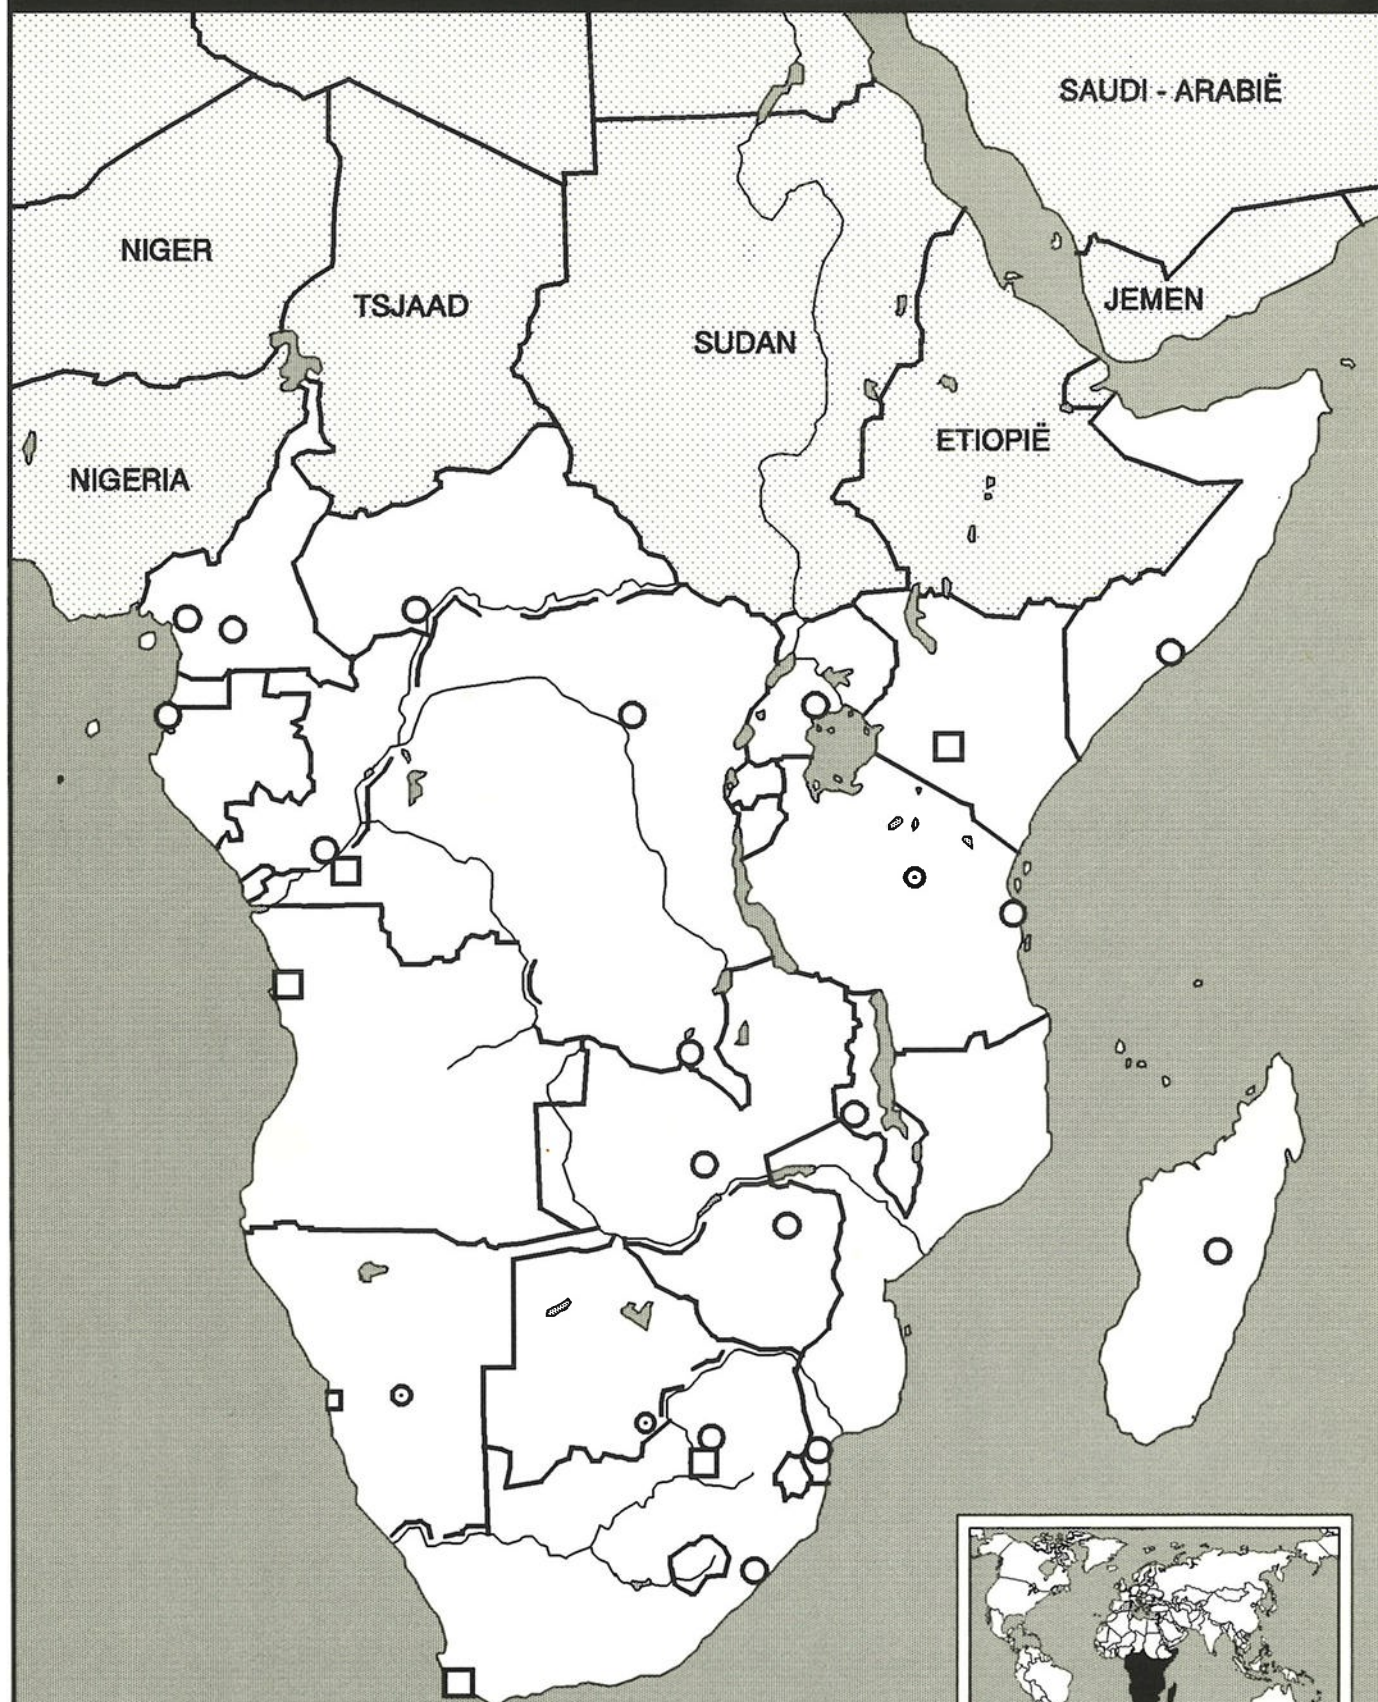 SAUDI - ARABIË
NIGER
TSJAAD
JEMEN
SUDAN
ETIOPIË
NIGERIA